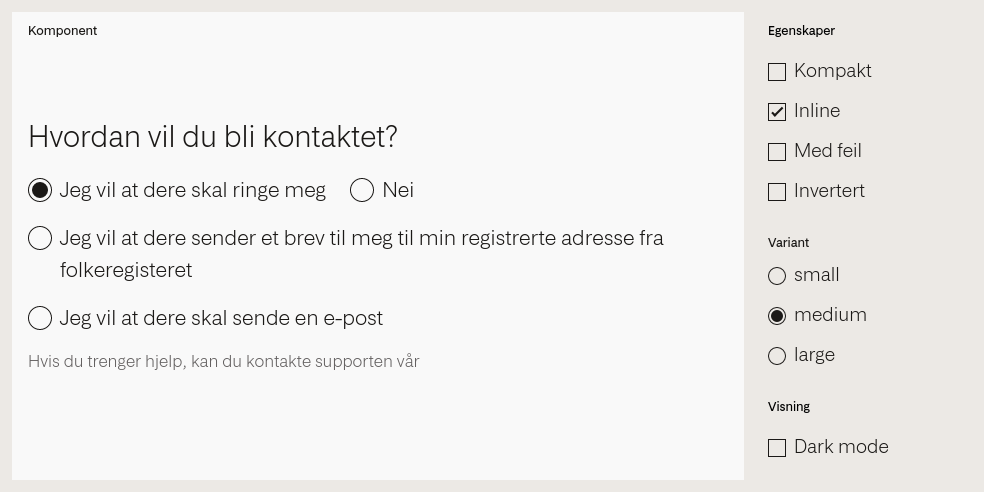 Komponent
Hvordan vil du bli kontaktet?
Jeg vil at dere skal ringe meg Nei
Jeg vil at dere sender et brev til meg til min registrerte adresse fra
folkeregisteret
Jeg vil at dere skal sende en e-post
Hvis du trenger hjelp, kan du kontakte supporten vår
Egenskaper
Kompakt
Inline
Med feil
Invertert
Variant
small
medium
large
Visning
Dark mode